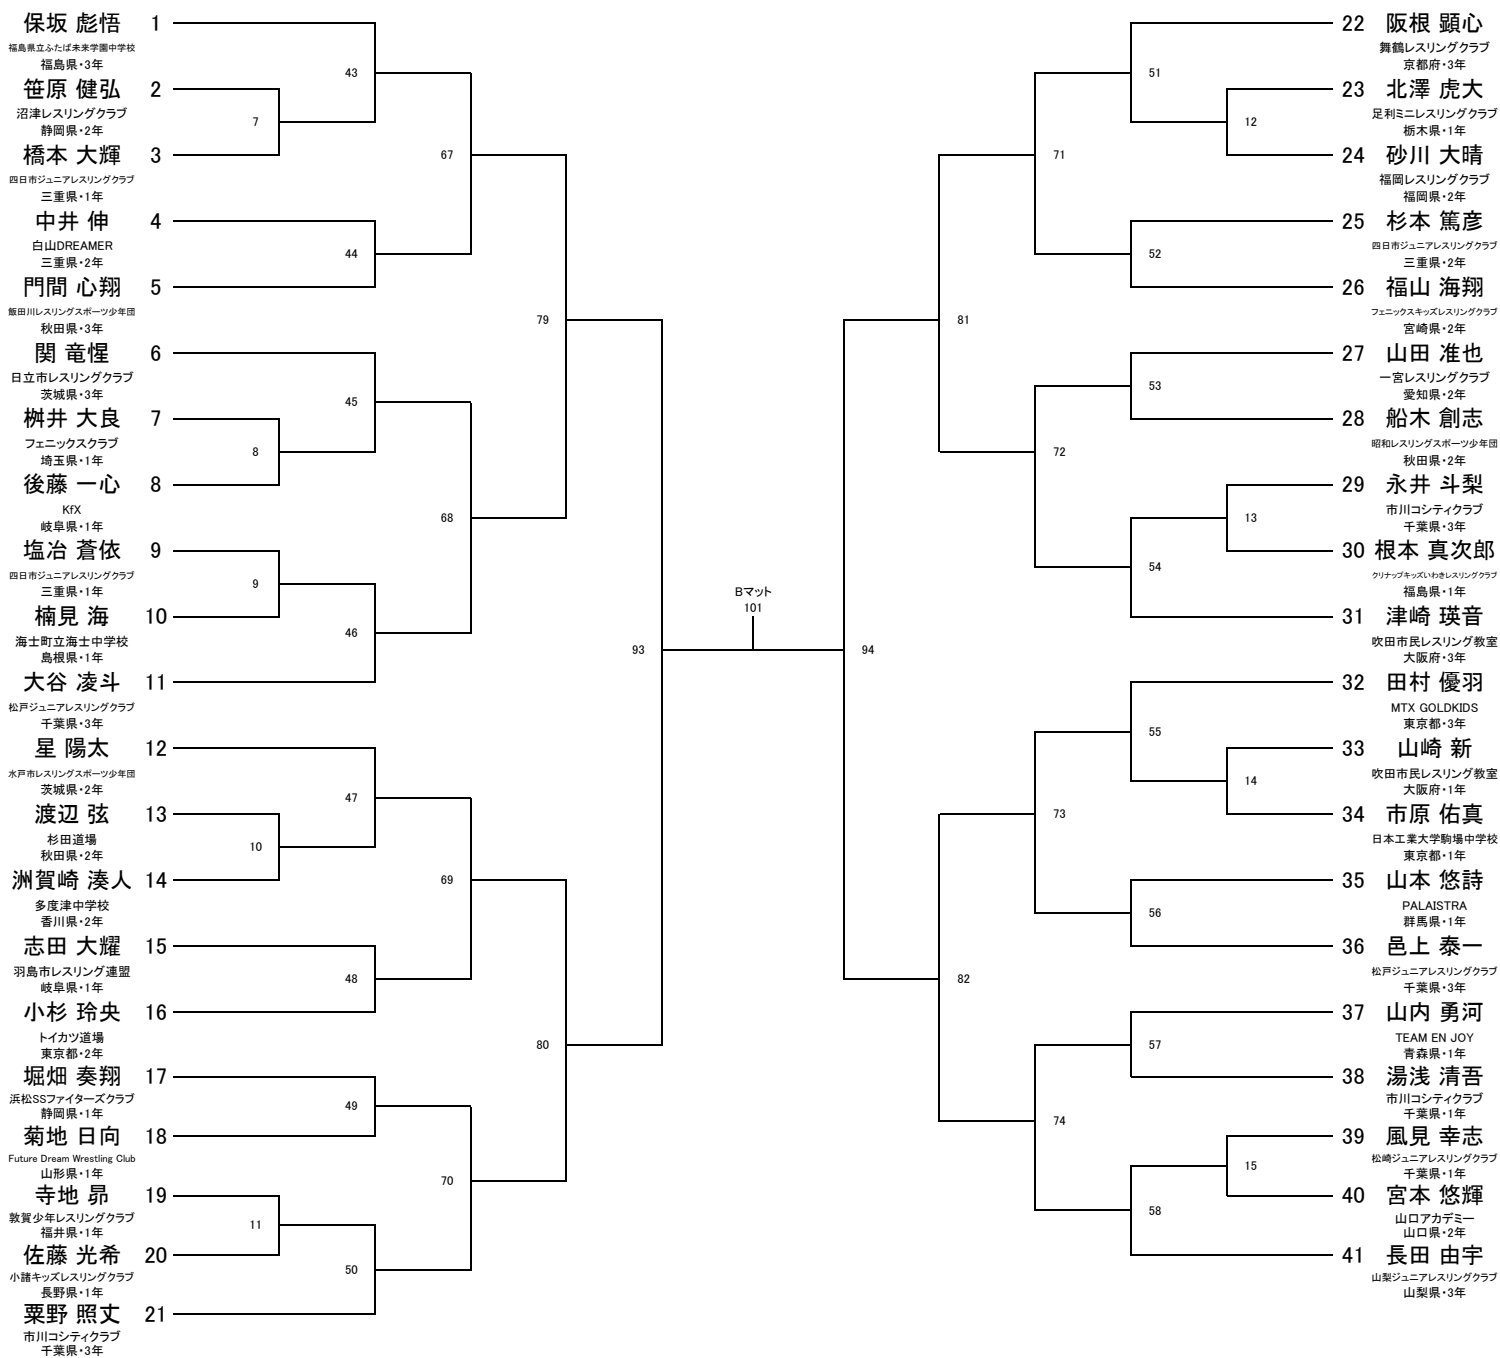 保坂 彪悟 1
福島県立ふたば未来学園中学校
福島県・3年
笹原 健弘 2
沼津レスリングクラブ
静岡県・2年
橋本 大輝 3
四日市ジュニアレスリングクラブ
三重県・1年
中井 伸 4
白山DREAMER
三重県・2年
門間 心翔 5
飯田川レスリングスポーツ少年団
秋田県・3年
関 竜惺 6
日立市レスリングクラブ
茨城県・3年
桝井 大良 7
フェニックスクラブ
埼玉県・1年
後藤 一心 8
KfX
岐阜県・1年
塩冶 蒼依 9
四日市ジュニアレスリングクラブ
三重県・1年
楠見 海 10
海士町立海士中学校
島根県・1年
大谷 凌斗 11
松戸ジュニアレスリングクラブ
千葉県・3年
星 陽太 12
水戸市レスリングスポーツ少年団
茨城県・2年
渡辺 弦 13
杉田道場
秋田県・2年
洲賀崎 湊人 14
多度津中学校
香川県・2年
志田 大耀 15
羽島市レスリング連盟
岐阜県・1年
小杉 玲央 16
トイカツ道場
東京都・2年
堀畑 奏翔 17
浜松SSファイターズクラブ
静岡県・1年
菊地 日向 18
Future Dream Wrestling Club
山形県・1年
寺地 昴 19
敦賀少年レスリングクラブ
福井県・1年
佐藤 光希 20
小諸キッズレスリングクラブ
長野県・1年
粟野 照丈 21
市川コシティクラブ
千葉県・3年
7
8
9
10
11
43
44
45
46
47
48
49
50
67
68
69
70
79
80
93
Bマット
101
94
81
82
71
72
73
74
51
52
53
54
55
56
57
58
12
13
14
15
22 阪根 顕心
舞鶴レスリングクラブ
京都府・3年
23 北澤 虎大
足利ミニレスリングクラブ
栃木県・1年
24 砂川 大晴
福岡レスリングクラブ
福岡県・2年
25 杉本 篤彦
四日市ジュニアレスリングクラブ
三重県・2年
26 福山 海翔
フェニックスキッズレスリングクラブ
宮崎県・2年
27 山田 准也
一宮レスリングクラブ
愛知県・2年
28 船木 創志
昭和レスリングスポーツ少年団
秋田県・2年
29 永井 斗梨
市川コシティクラブ
千葉県・3年
30 根本 真次郎
クリナップキッズいわきレスリングクラブ
福島県・1年
31 津崎 瑛音
吹田市民レスリング教室
大阪府・3年
32 田村 優羽
MTX GOLDKIDS
東京都・3年
33 山崎 新
吹田市民レスリング教室
大阪府・1年
34 市原 佑真
日本工業大学駒場中学校
東京都・1年
35 山本 悠詩
PALAISTRA
群馬県・1年
36 邑上 泰一
松戸ジュニアレスリングクラブ
千葉県・3年
37 山内 勇河
TEAM EN JOY
青森県・1年
38 湯浅 清吾
市川コシティクラブ
千葉県・1年
39 風見 幸志
松崎ジュニアレスリングクラブ
千葉県・1年
40 宮本 悠輝
山口アカデミー
山口県・2年
41 長田 由宇
山梨ジュニアレスリングクラブ
山梨県・3年